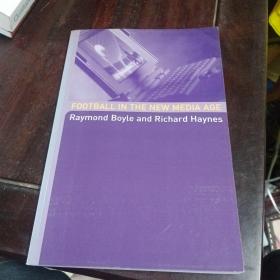 FOOTBALL IN THE NEW MEDIA AGE
Raymond Boyle and Richard Haynes